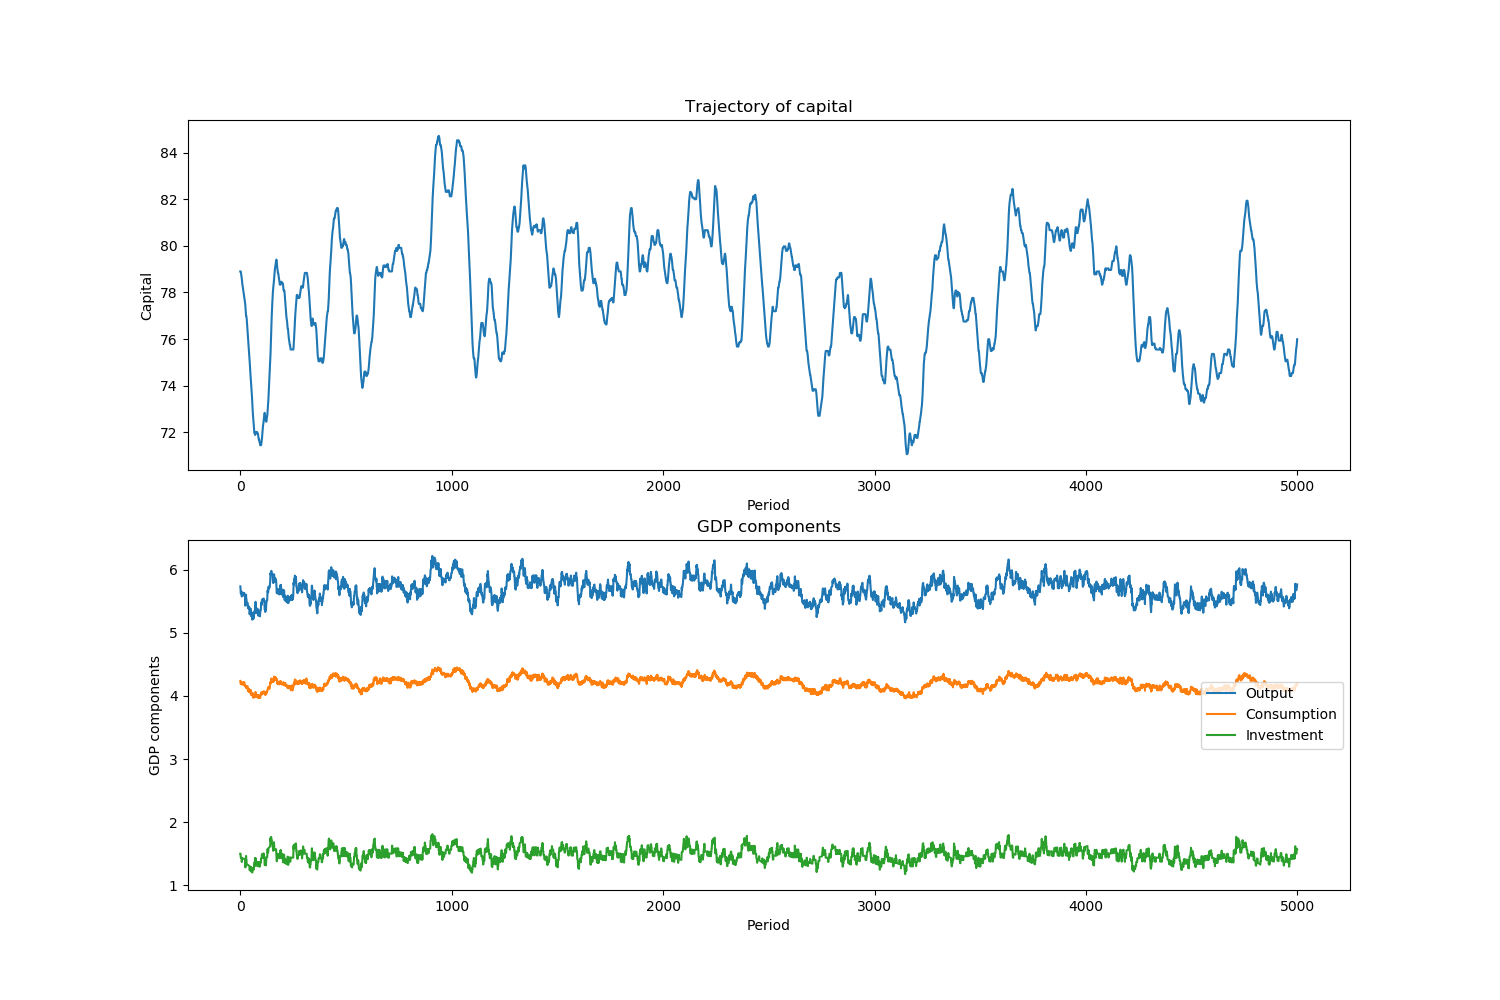 Trajectory of capital
Capital
84
82
80
78
76
74
72
0 1000 2000 3000 4000 5000
Period
GDP components
GDP components
6
5
4
3
2
1
Output
Consumption
Investment
0 1000 2000 3000 4000 5000
Period